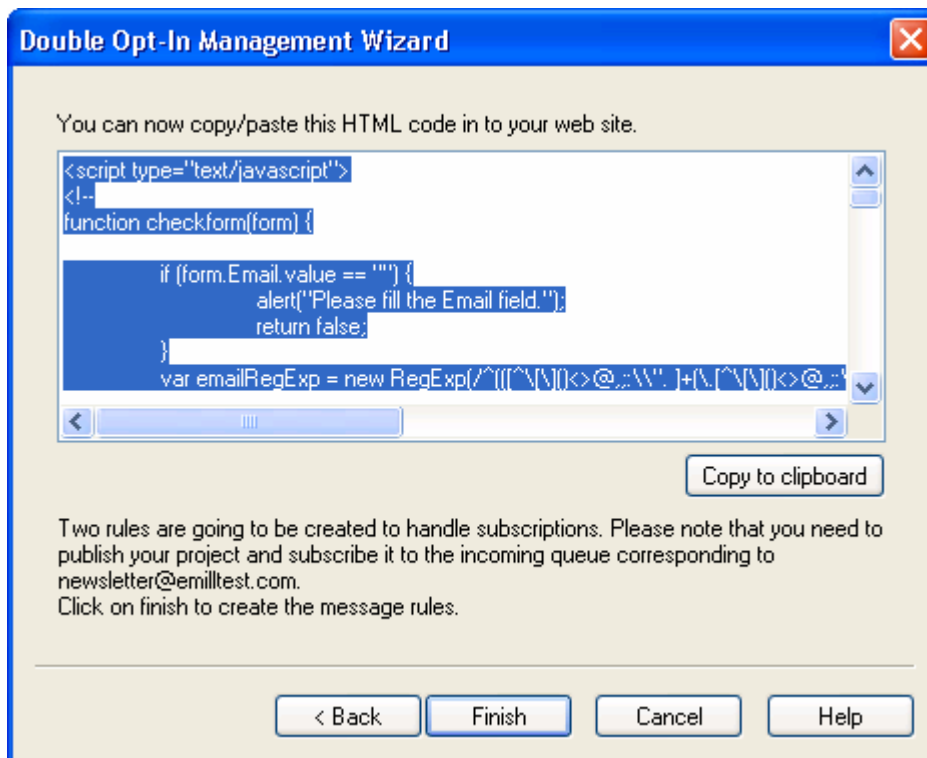 Double Opt-In Management Wizard
You can now copy/paste this HTML code in to your web site.
<script type="text/javascript">
<!--
function checkform(form) {
if (form.Email.value == "") {
alert("Please fill the Email field.");
return false;
}
var emailRegExp = new RegExp(/^(([^\[\]()<>@,;:\\". ]+(\.[^\[\]()<>@,;:\
Copy to clipboard
Two rules are going to be created to handle subscriptions. Please note that you need to
publish your project and subscribe it to the incoming queue corresponding to
newsletter@emilltest.com.
Click on finish to create the message rules.
< Back
Finish
Cancel
Help